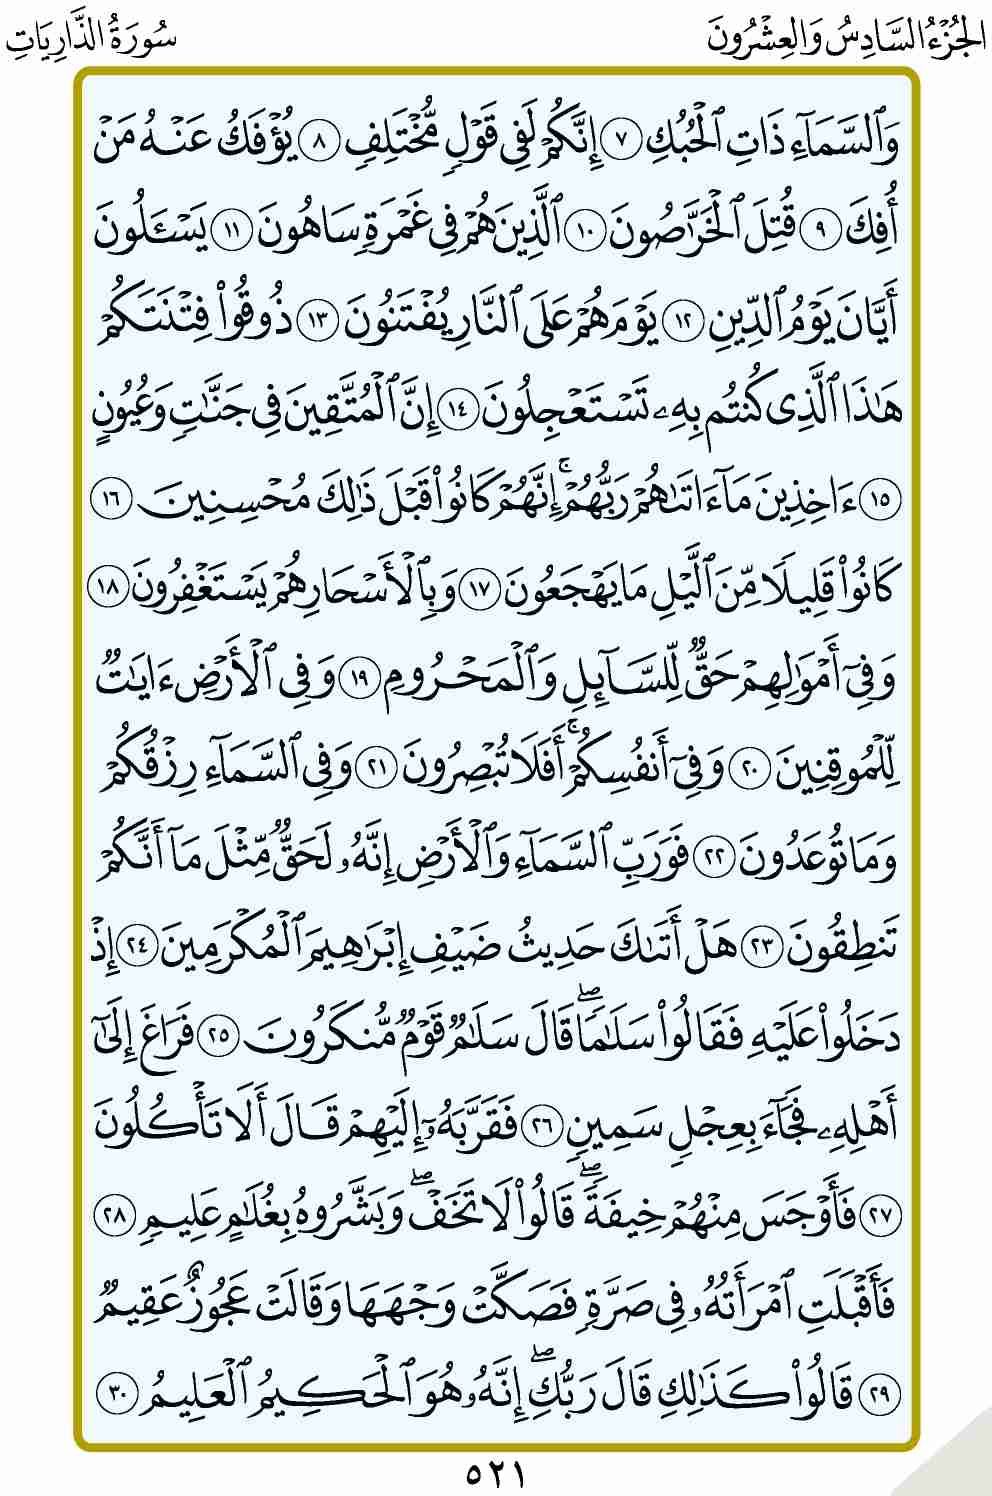 الجُزْءُ السَّادِسُ وَالعِشْرُونَ
سُورَةُ الذَّارِيَاتِ
وَٱلسَّمَآءِ ذَاتِ ٱلْحُبُكِ ٧ إِنَّكُمْ لَفِى قَوْلٍ مُّخْتَلِفٍ ٨ يُؤْفَكُ عَنْهُ مَنْ
أُفِكَ ٩ قُتِلَ ٱلْخَرَّٰصُونَ ١٠ ٱلَّذِينَ هُمْ فِى غَمْرَةٍ سَاهُونَ ١١ يَسْـَٔلُونَ
أَيَّانَ يَوْمُ ٱلدِّينِ ١٢ يَوْمَ هُمْ عَلَى ٱلنَّارِ يُفْتَنُونَ ١٣ ذُوقُوا۟ فِتْنَتَكُمْ
هَٰذَا ٱلَّذِى كُنتُم بِهِۦ تَسْتَعْجِلُونَ ١٤ إِنَّ ٱلْمُتَّقِينَ فِى جَنَّٰتٍ وَعُيُونٍ
١٥ ءَاخِذِينَ مَآ ءَاتَىٰهُمْ رَبُّهُمْ ۚ إِنَّهُمْ كَانُوا۟ قَبْلَ ذَٰلِكَ مُحْسِنِينَ ١٦
كَانُوا۟ قَلِيلًا مِّنَ ٱلَّيْلِ مَا يَهْجَعُونَ ١٧ وَبِٱلْأَسْحَارِ هُمْ يَسْتَغْفِرُونَ ١٨
وَفِىٓ أَمْوَٰلِهِمْ حَقٌّ لِّلسَّآئِلِ وَٱلْمَحْرُومِ ١٩ وَفِى ٱلْأَرْضِ ءَايَٰتٌ
لِّلْمُوقِنِينَ ٢٠ وَفِىٓ أَنفُسِكُمْ ۚ أَفَلَا تُبْصِرُونَ ٢١ وَفِى ٱلسَّمَآءِ رِزْقُكُمْ
وَمَا تُوعَدُونَ ٢٢ فَوَرَبِّ ٱلسَّمَآءِ وَٱلْأَرْضِ إِنَّهُۥ لَحَقٌّ مِّثْلَ مَآ أَنَّكُمْ
تَنطِقُونَ ٢٣ هَلْ أَتَىٰكَ حَدِيثُ ضَيْفِ إِبْرَٰهِيمَ ٱلْمُكْرَمِينَ ٢٤ إِذْ
دَخَلُوا۟ عَلَيْهِ فَقَالُوا۟ سَلَٰمًا ۖ قَالَ سَلَٰمٌ قَوْمٌ مُّنكَرُونَ ٢٥ فَرَاغَ إِلَىٰٓ
أَهْلِهِۦ فَجَآءَ بِعِجْلٍ سَمِينٍ ٢٦ فَقَرَّبَهُۥٓ إِلَيْهِمْ قَالَ أَلَا تَأْكُلُونَ
٢٧ فَأَوْجَسَ مِنْهُمْ خِيفَةً ۖ قَالُوا۟ لَا تَخَفْ ۖ وَبَشَّرُوهُ بِغُلَٰمٍ عَلِيمٍ ٢٨
فَأَقْبَلَتِ ٱمْرَأَتُهُۥ فِى صَرَّةٍ فَصَكَّتْ وَجْهَهَا وَقَالَتْ عَجُوزٌ عَقِيمٌ
٢٩ قَالُوا۟ كَذَٰلِكِ قَالَ رَبُّكِ ۖ إِنَّهُۥ هُوَ ٱلْحَكِيمُ ٱلْعَلِيمُ ٣٠
٥٢١